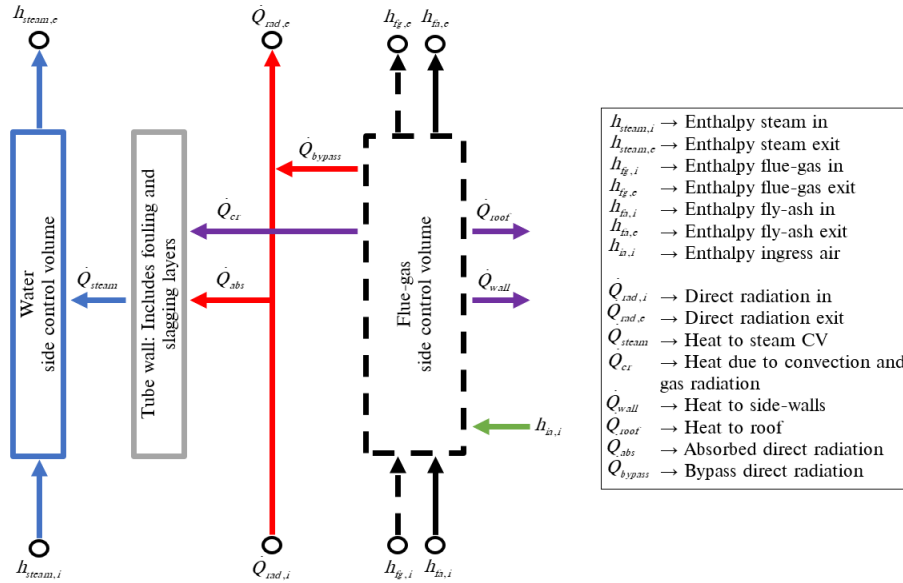 h_steam,e
Q̇_rad,e
h_fg,e
h_fa,e
Q̇_bypass
Q̇_cr
Q̇_roof
Q̇_steam
Q̇_abs
Q̇_wall
Water
side control volume
Tube wall: Includes fouling and
slagging layers
Flue-gas
side control volume
h_ia,i
h_steam,i
Q̇_rad,i
h_fg,i
h_fa,i
h_steam,i → Enthalpy steam in
h_steam,e → Enthalpy steam exit
h_fg,i → Enthalpy flue-gas in
h_fg,e → Enthalpy flue-gas exit
h_fa,i → Enthalpy fly-ash in
h_fa,e → Enthalpy fly-ash exit
h_ia,i → Enthalpy ingress air
Q̇_rad,i → Direct radiation in
Q̇_rad,e → Direct radiation exit
Q̇_steam → Heat to steam CV
Q̇_cr → Heat due to convection and
gas radiation
Q̇_wall → Heat to side-walls
Q̇_roof → Heat to roof
Q̇_abs → Absorbed direct radiation
Q̇_bypass → Bypass direct radiation